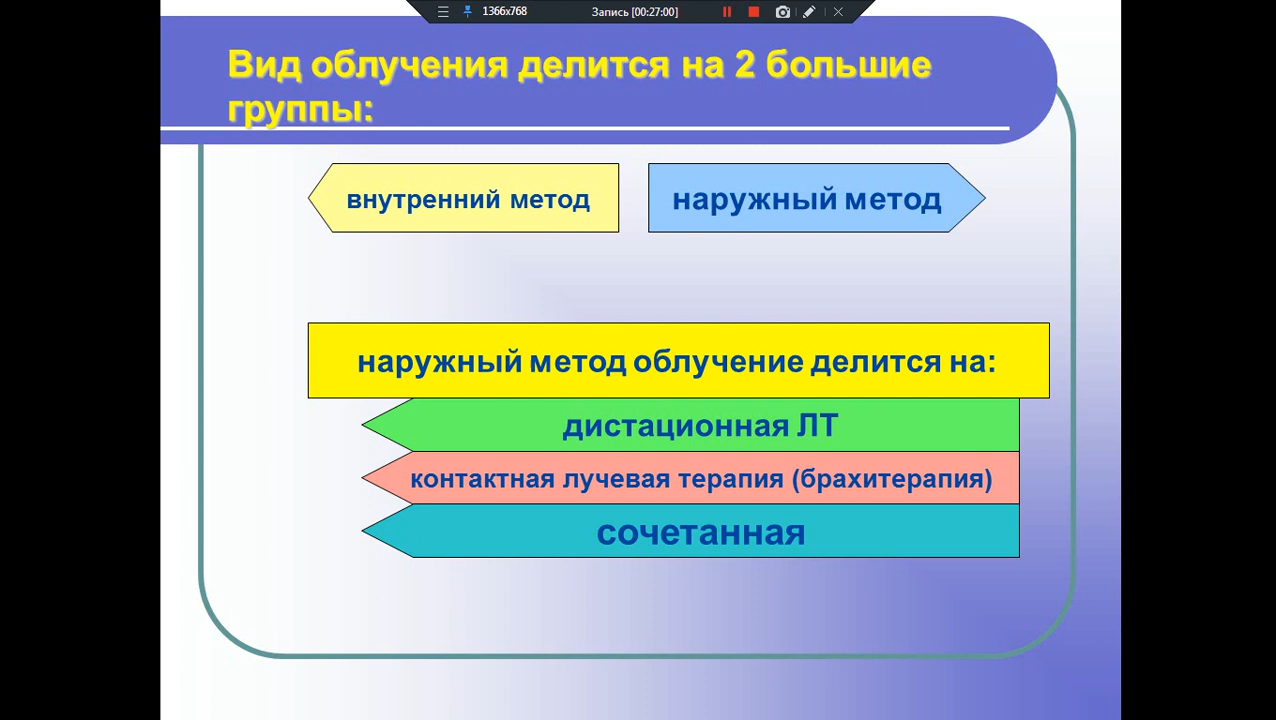 1366x768
Запись [00:27:00]
Вид облучения делится на 2 большие
группы:
внутренний метод
наружный метод
наружный метод облучение делится на:
дистационная ЛТ
контактная лучевая терапия (брахитерапия)
сочетанная